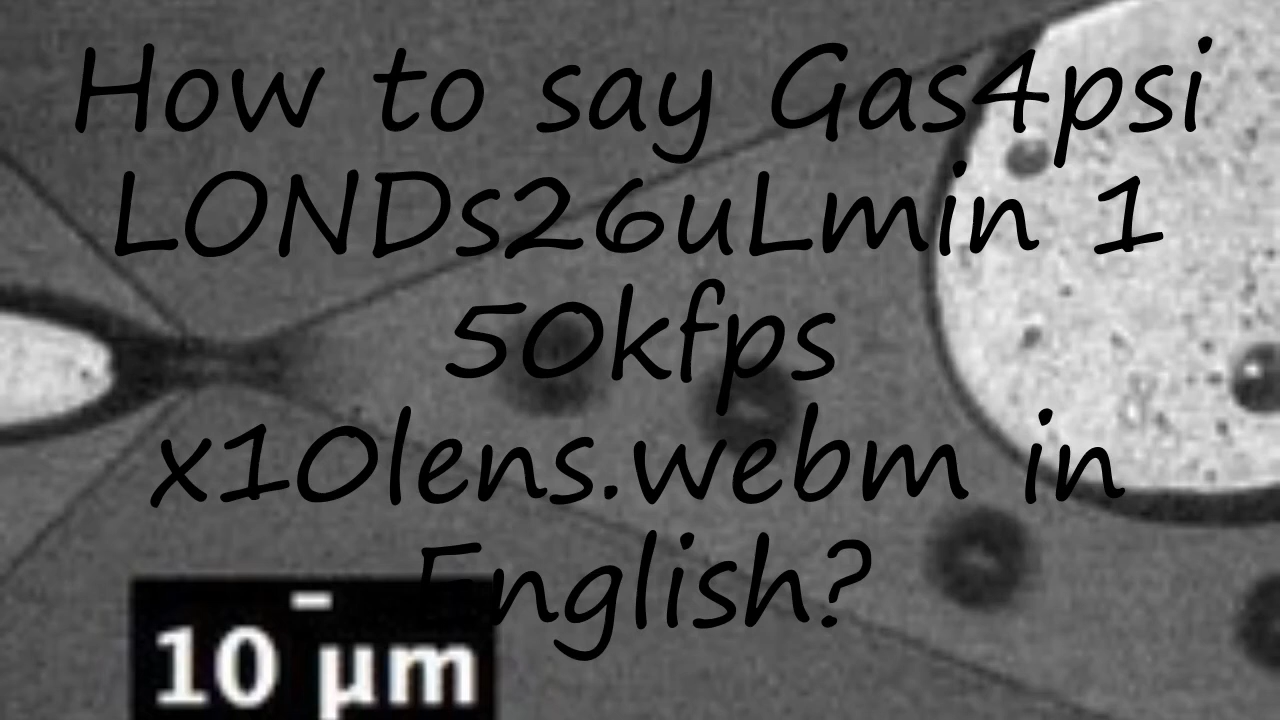 How to say Gas4psi
LONDs26uLmin 1
50kfps
x10lens.webm in
English?
10 µm